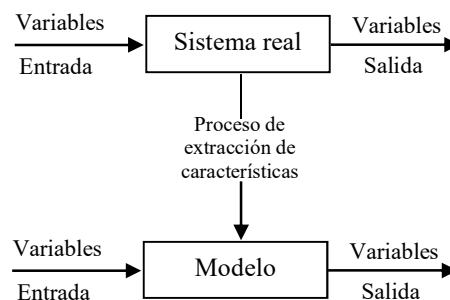 Variables
Entrada
Sistema real
Variables
Salida
Proceso de
extracción de
características
Variables
Entrada
Modelo
Variables
Salida